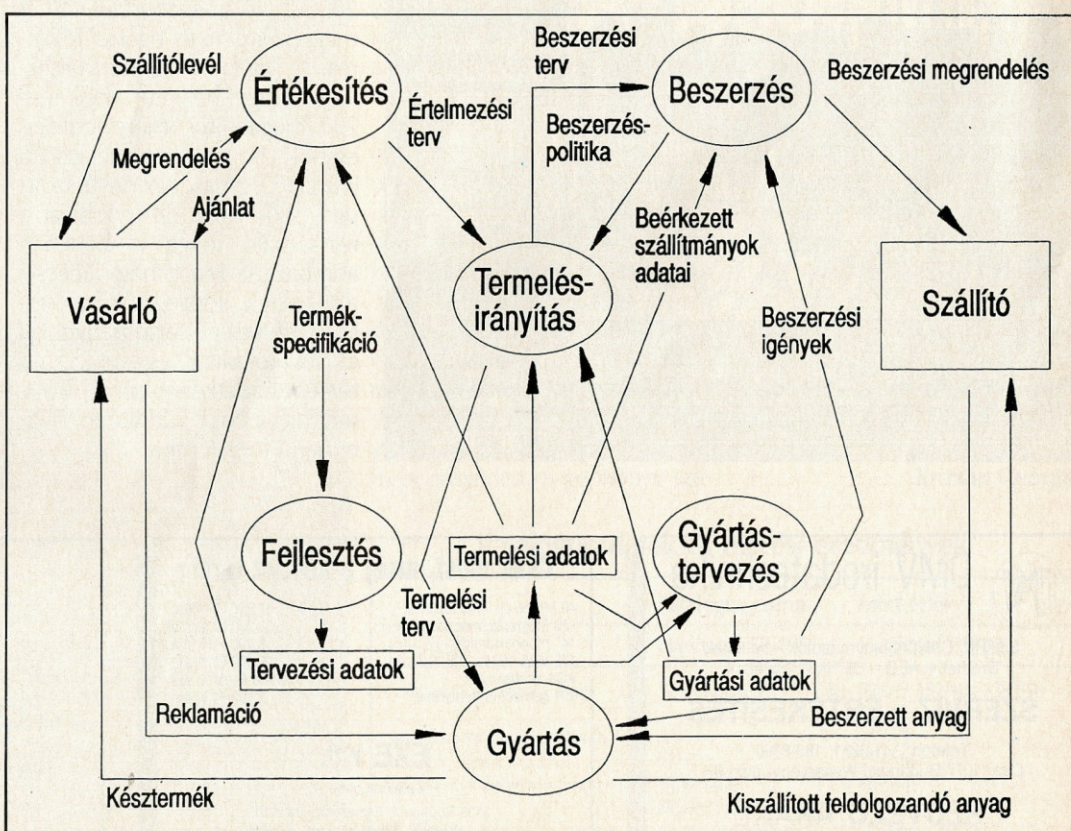 Szállítólevél
Értékesítés
Megrendelés
Ajánlat
Értelmezési
terv
Beszerzési
terv
Beszerzés
Beszerzési megrendelés
Beszerzés-
politika
Beérkezett
szállítmányok
adatai
Vásárló
Termék-
specifikáció
Termelés-
irányítás
Beszerzési
igények
Szállító
Fejlesztés
Termelési adatok
Gyártás-
tervezés
Termelési
terv
Tervezési adatok
Gyártási adatok
Reklamáció
Gyártás
Beszerzett anyag
Késztermék
Kiszállított feldolgozandó anyag